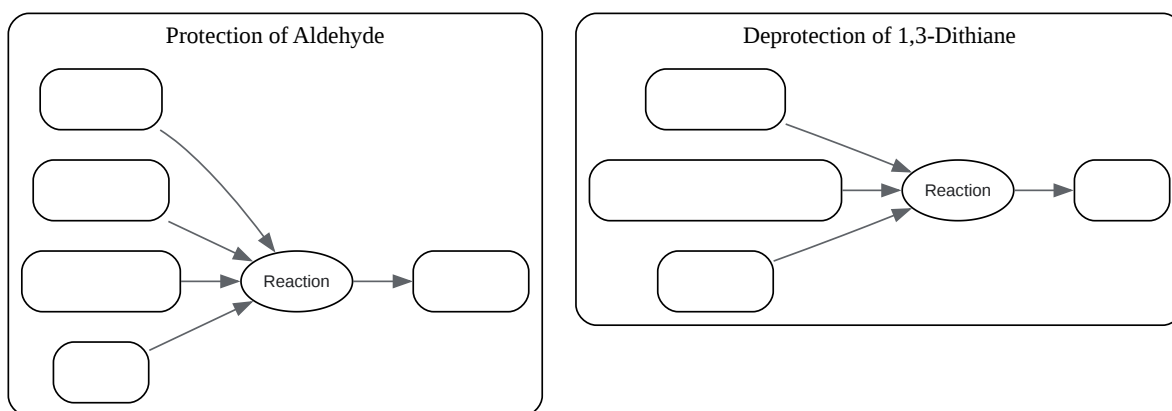 Protection of Aldehyde
Reaction
Deprotection of 1,3-Dithiane
Reaction